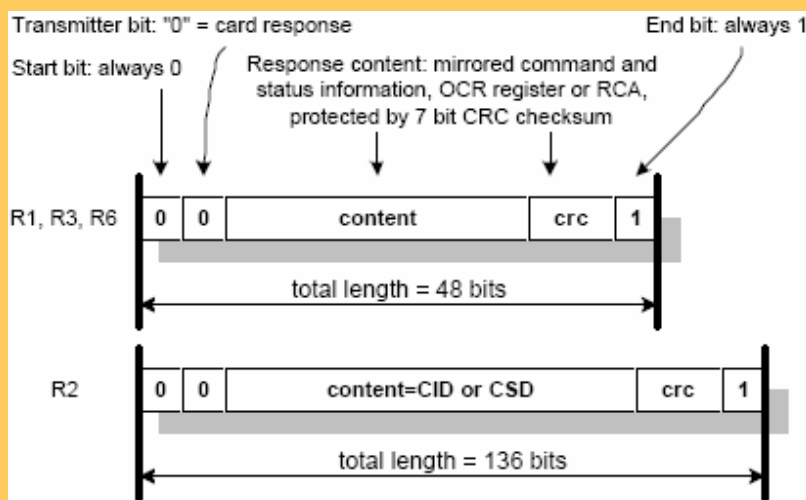 Transmitter bit: "0" = card response
End bit: always 1
Start bit: always 0
Response content: mirrored command and
status information, OCR register or RCA,
protected by 7 bit CRC checksum
R1, R3, R6
0 0 content crc 1
total length = 48 bits
R2
0 0 content=CID or CSD crc 1
total length = 136 bits